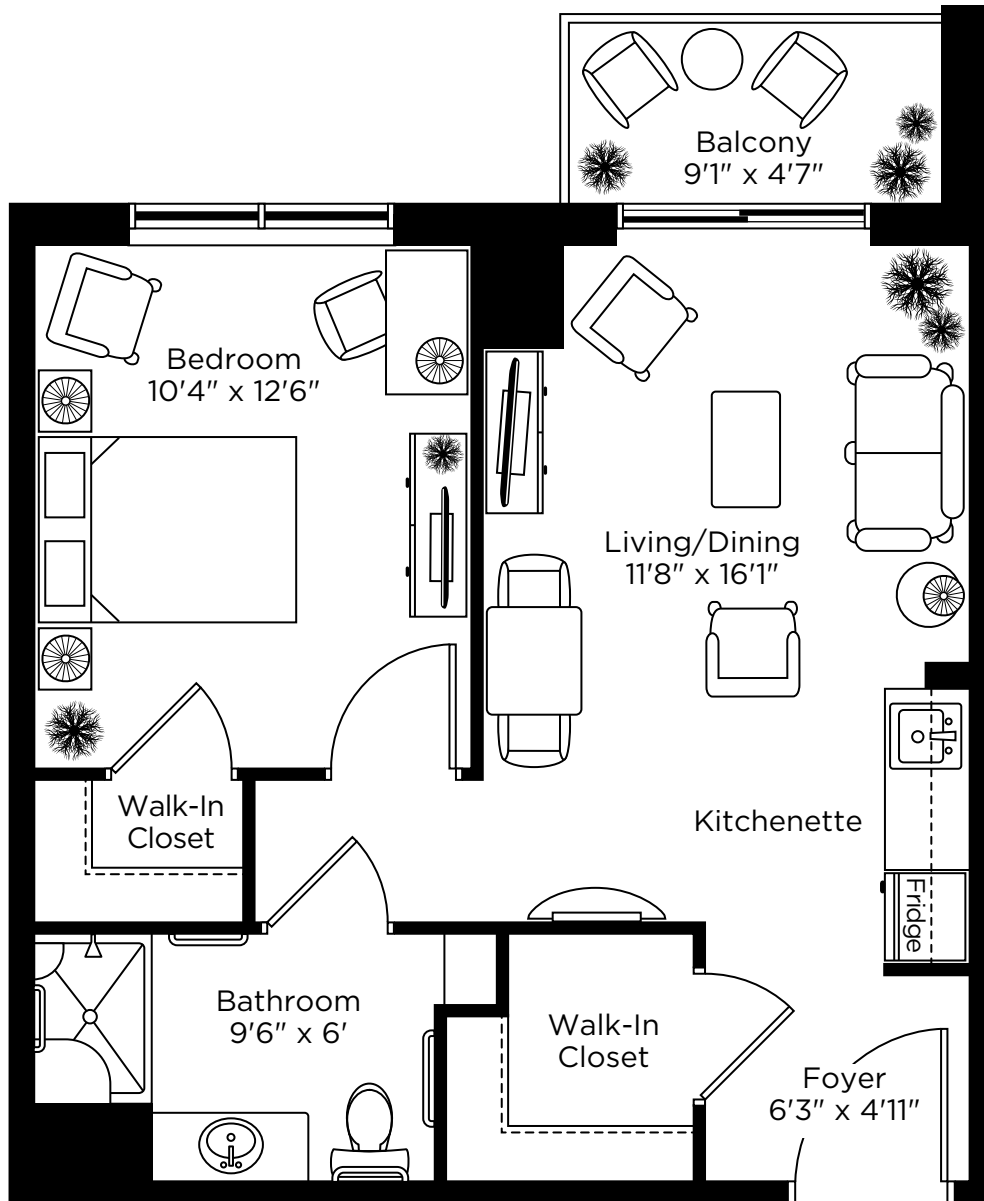 Balcony
9'1" x 4'7"
Bedroom
10'4" x 12'6"
Living/Dining
11'8" x 16'1"
Walk-In
Closet
Kitchenette
Fridge
Bathroom
9'6" x 6'
Walk-In
Closet
Foyer
6'3" x 4'11"